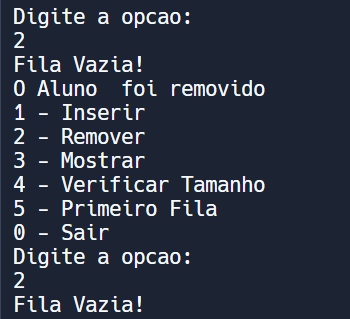 Digite a opcao:
2
Fila Vazia!
O Aluno  foi removido
1 - Inserir
2 - Remover
3 - Mostrar
4 - Verificar Tamanho
5 - Primeiro Fila
0 - Sair
Digite a opcao:
2
Fila Vazia!